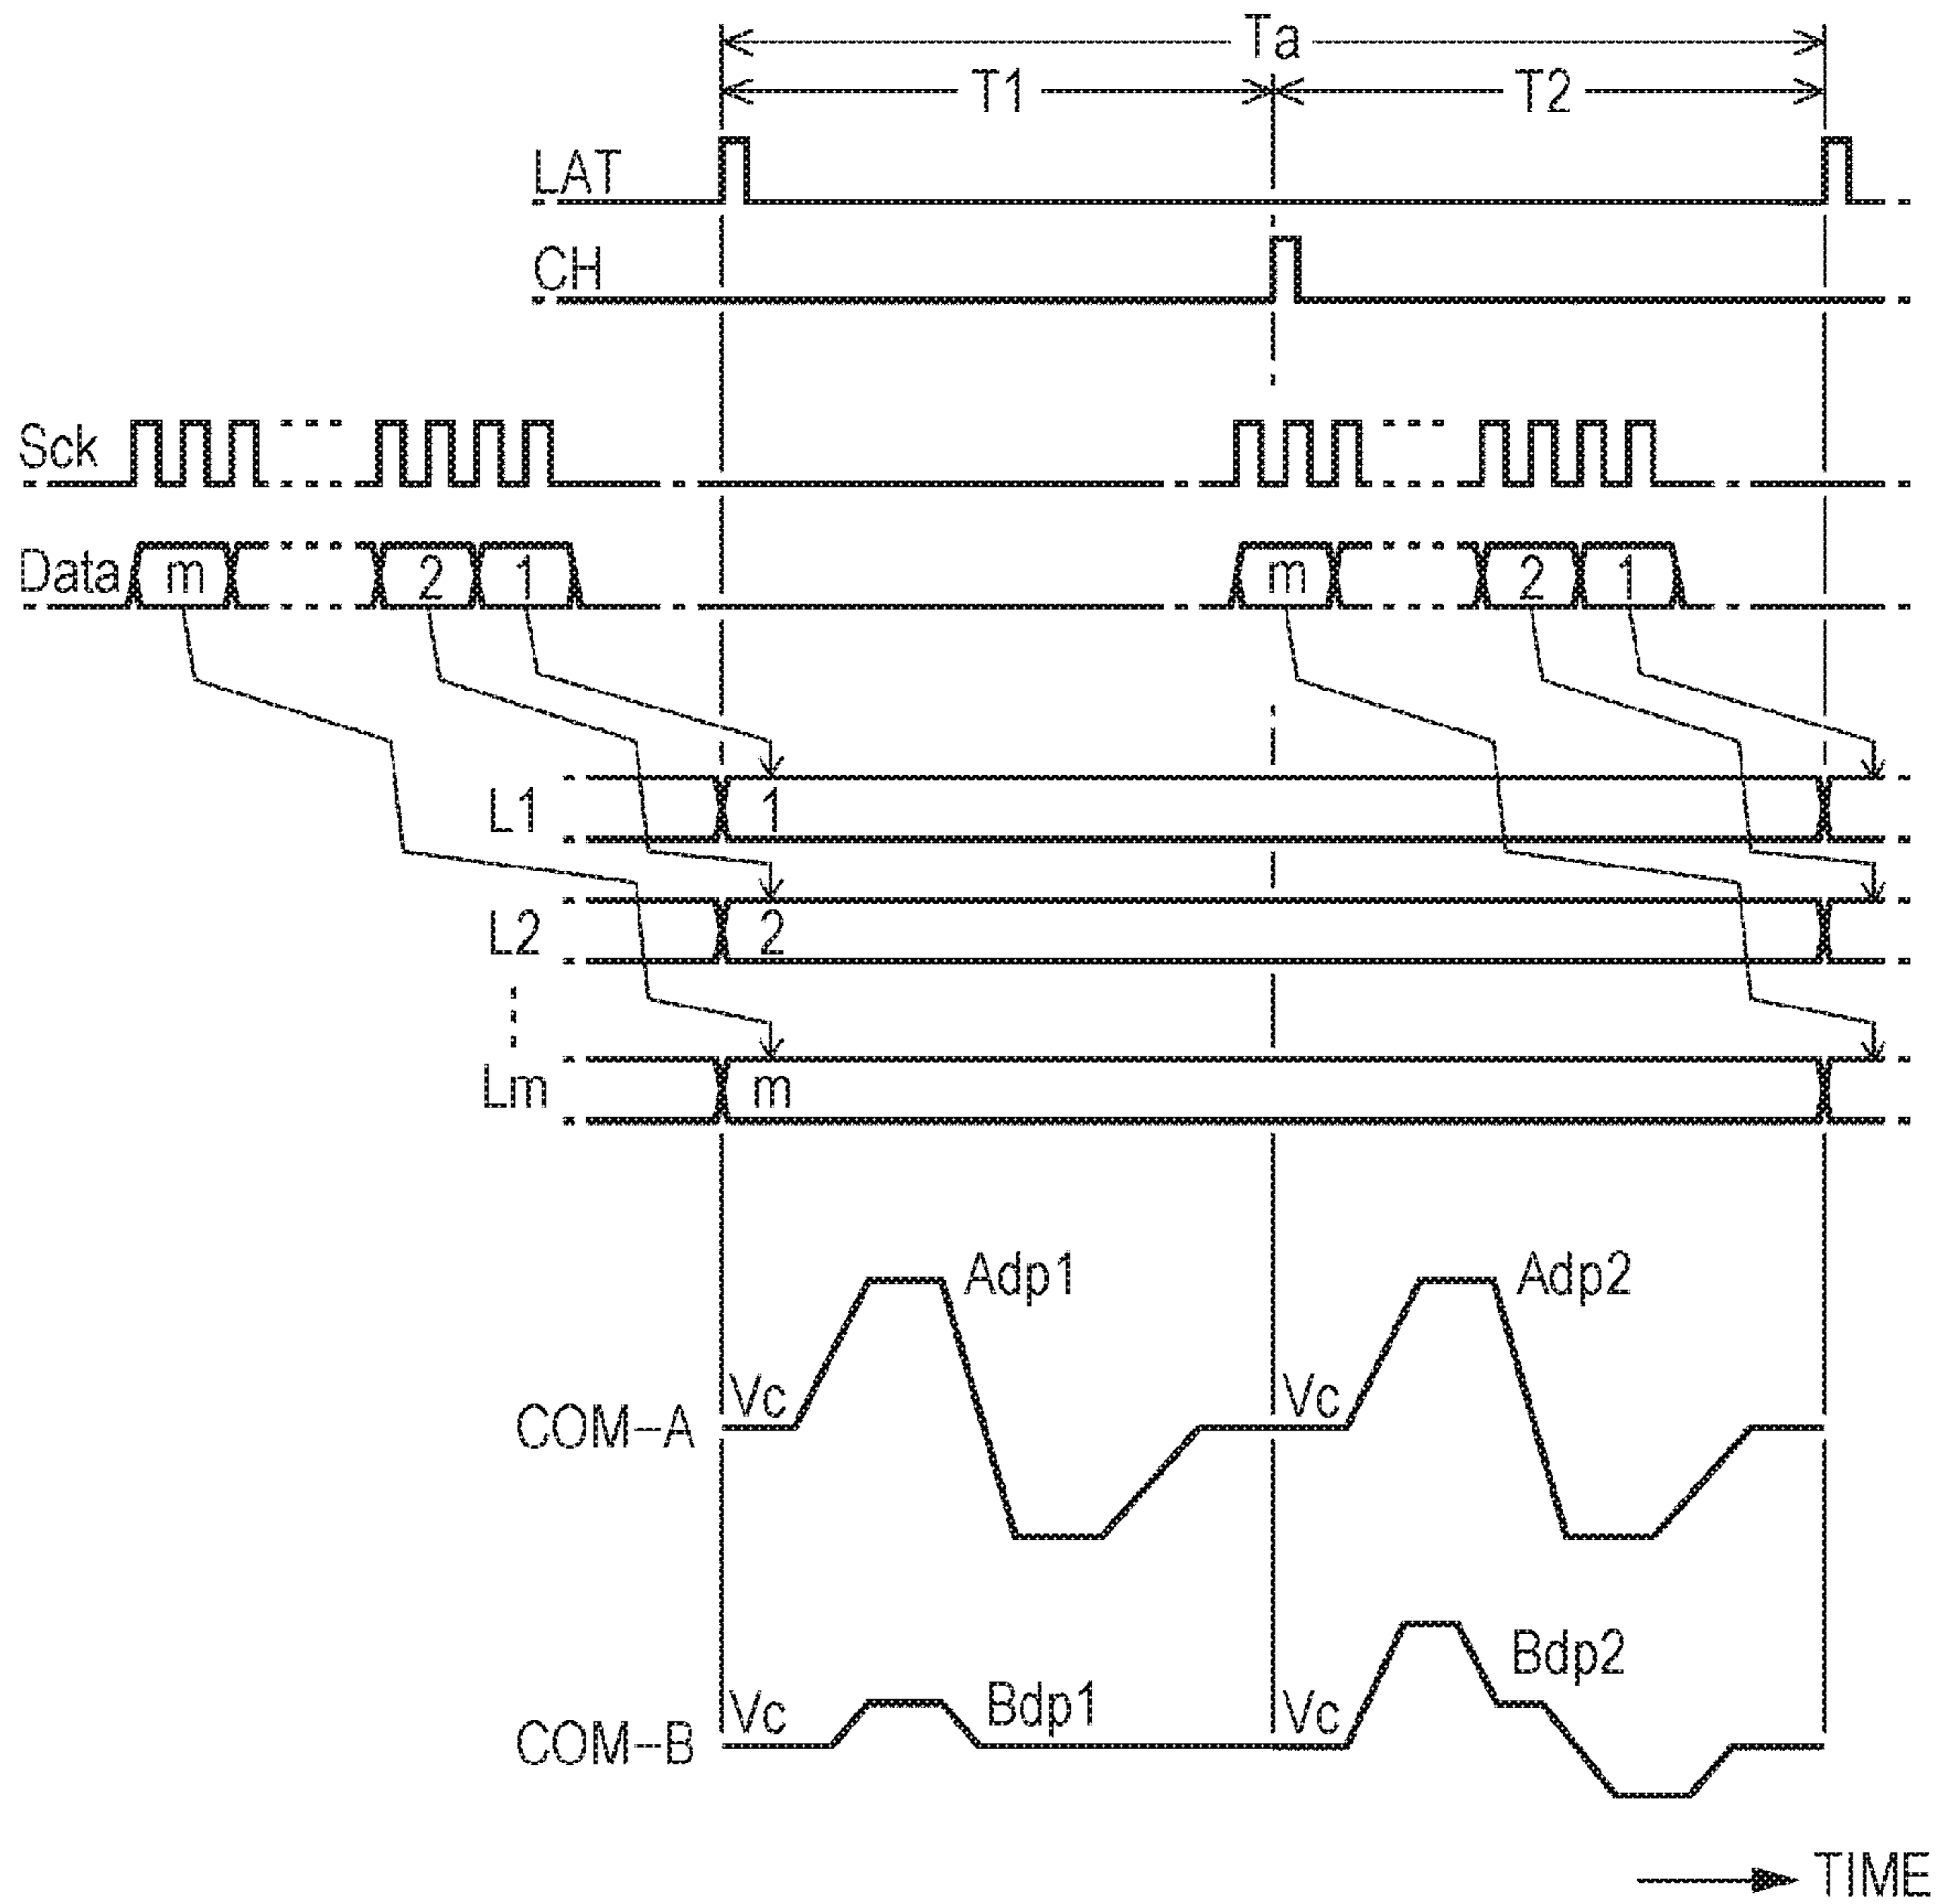 Ta
T1 T2
LAT
CH
Sck
Data m 2 1 m 2 1
L1 1
L2 2
Lm m
Adp1 Adp2
Vc Vc
COM-A
Bdp2
Vc Bdp1 Vc
COM-B
TIME